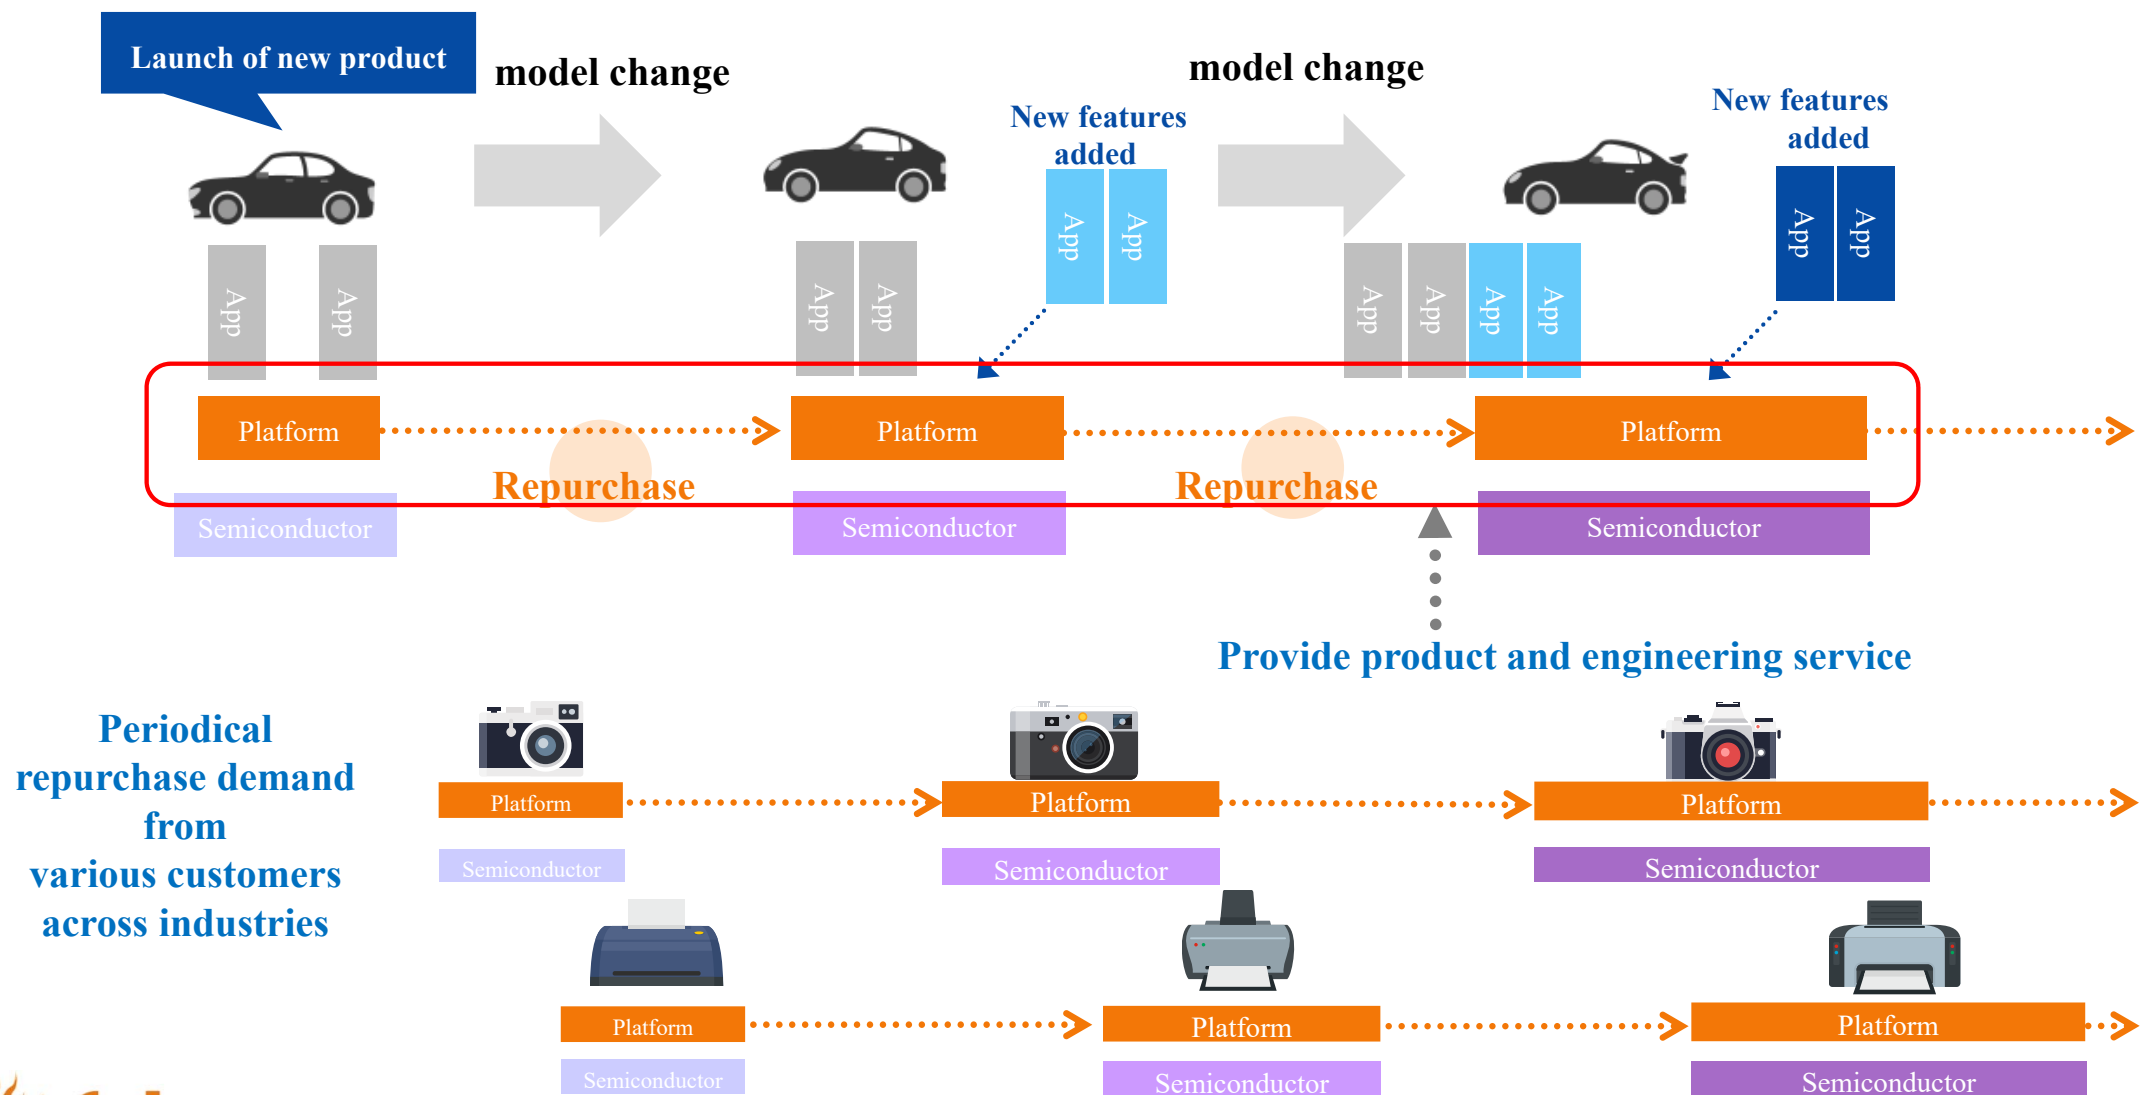 Launch of new product
model change
model change
New features
added
New features
added
App
App
App
App
App
App
App
App
App
App
App
App
Platform
Platform
Platform
Repurchase
Repurchase
Semiconductor
Semiconductor
Semiconductor
Provide product and engineering service
Periodical
repurchase demand
from
various customers
across industries
Platform
Platform
Platform
Semiconductor
Semiconductor
Semiconductor
Platform
Platform
Platform
Semiconductor
Semiconductor
Semiconductor